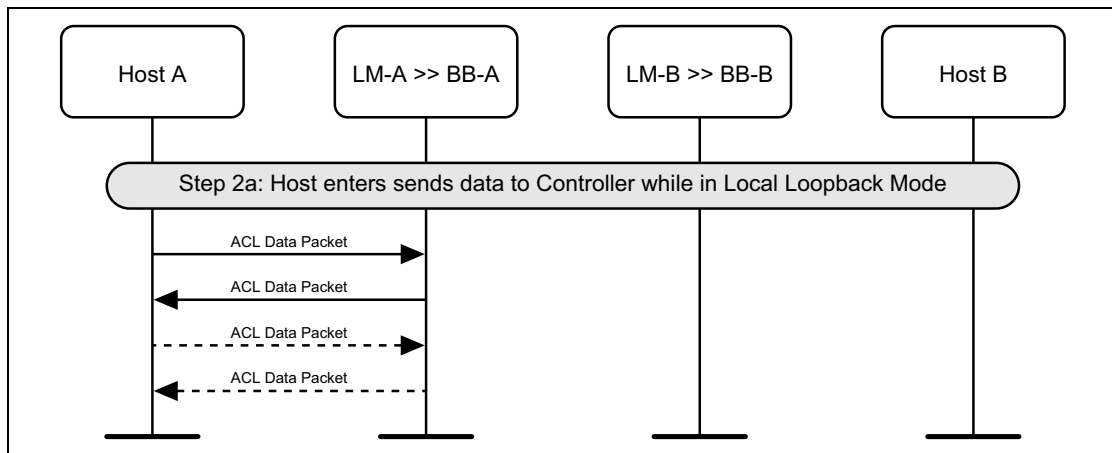 Host A
LM-A >> BB-A
LM-B >> BB-B
Host B
Step 2a: Host enters sends data to Controller while in Local Loopback Mode
ACL Data Packet
ACL Data Packet
ACL Data Packet
ACL Data Packet